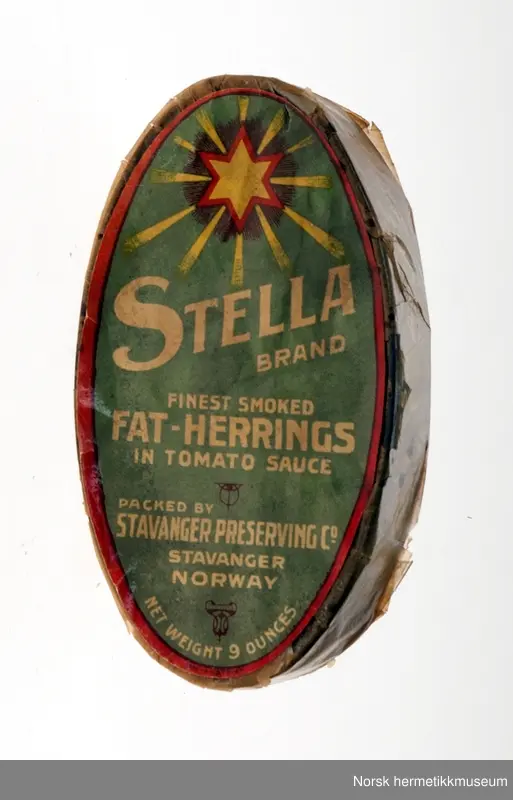 STELLA
BRAND
FINEST SMOKED
FAT-HERRINGS
IN TOMATO SAUCE
PACKED BY
STAVANGER PRESERVING Cº
STAVANGER
NORWAY
NET WEIGHT 9 OUNCES
Norsk hermetikkmuseum